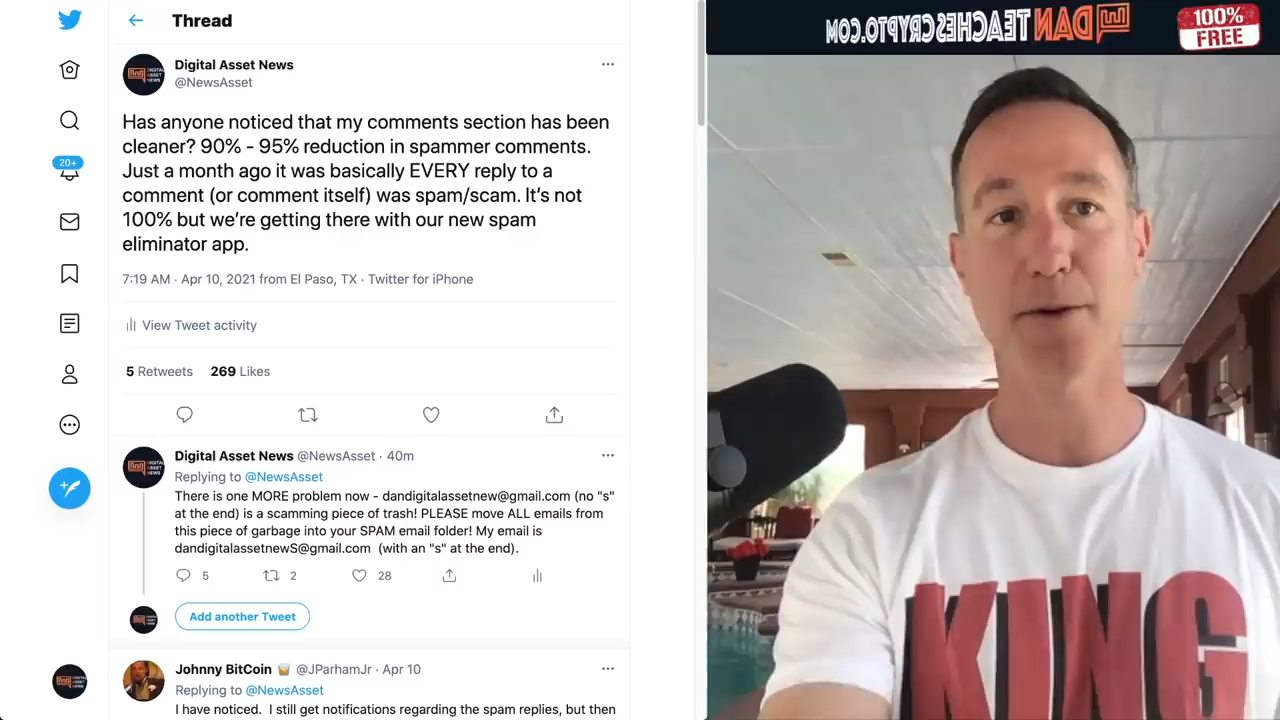 Thread
Digital Asset News
@NewsAsset
Has anyone noticed that my comments section has been
cleaner? 90% - 95% reduction in spammer comments.
Just a month ago it was basically EVERY reply to a
comment (or comment itself) was spam/scam. It's not
100% but we're getting there with our new spam
eliminator app.
7:19 AM · Apr 10, 2021 from El Paso, TX · Twitter for iPhone
View Tweet activity
5 Retweets 269 Likes
20+
Digital Asset News @NewsAsset · 40m
Replying to @NewsAsset
There is one MORE problem now - dandigitalassetnew@gmail.com (no "s"
at the end) is a scamming piece of trash! PLEASE move ALL emails from
this piece of garbage into your SPAM email folder! My email is
dandigitalassetnewS@gmail.com (with an "s" at the end).
5 2 28
Add another Tweet
Johnny BitCoin @JParhamJr · Apr 10
Replying to @NewsAsset
I have noticed. I still get notifications regarding the spam replies, but then
DANTEACHESCRYPTO.COM
100%
FREE
KING